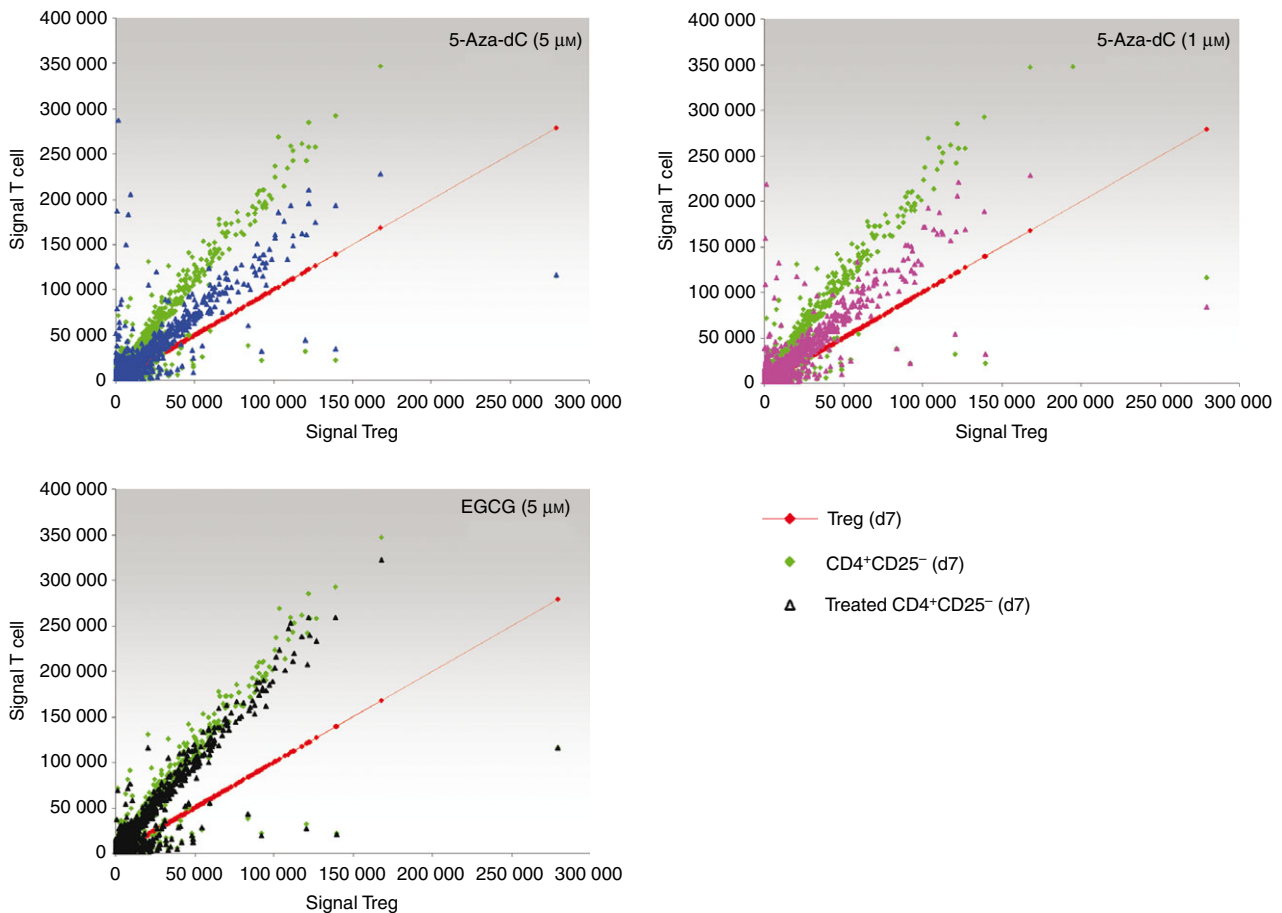 5-Aza-dC (5 μM)
Signal T cell
400 000
350 000
300 000
250 000
200 000
150 000
100 000
50 000
0
0 50 000 100 000 150 000 200 000 250 000 300 000
Signal Treg
5-Aza-dC (1 μM)
Signal T cell
400 000
350 000
300 000
250 000
200 000
150 000
100 000
50 000
0
0 50 000 100 000 150 000 200 000 250 000 300 000
Signal Treg
EGCG (5 μM)
Signal T cell
400 000
350 000
300 000
250 000
200 000
150 000
100 000
50 000
0
0 50 000 100 000 150 000 200 000 250 000 300 000
Signal Treg
Treg (d7)
CD4⁺CD25⁻ (d7)
Treated CD4⁺CD25⁻ (d7)